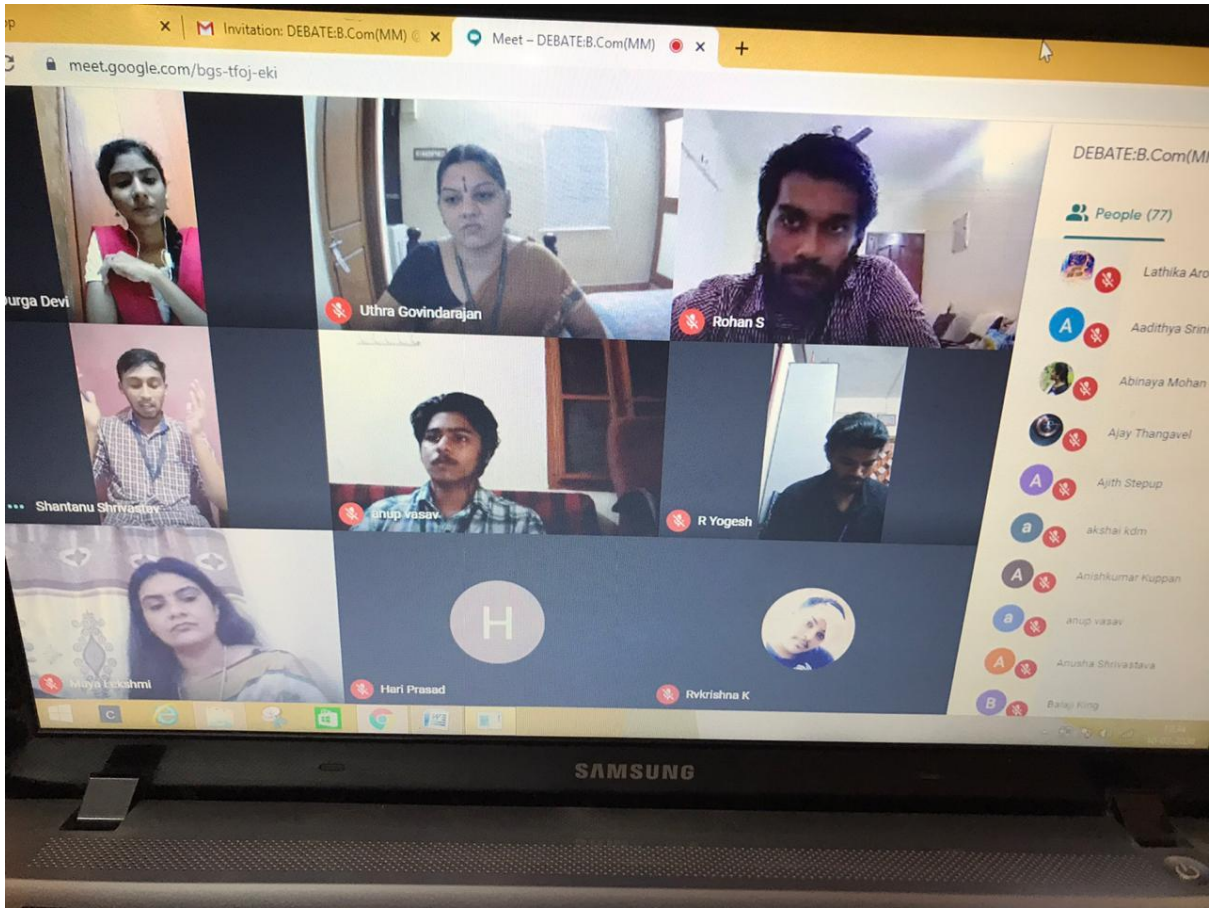 Invitation: DEBATE:B.Com(MM)
Meet – DEBATE:B.Com(MM)
meet.google.com/bgs-tfoj-eki
DEBATE:B.Com(M
People (77)
Lathika Aro
Aadithya Srini
Abinaya Mohan
Ajay Thangavel
A
Ajith Stepup
a
akshai kdm
A
Anishkumar Kuppan
a
anup vasav
A
Anusha Shrivastava
B
Balaji King
A
urga Devi
Uthra Govindarajan
Rohan S
Shantanu Shrivastav
anup vasav
R Yogesh
Maya Lekshmi
H
Hari Prasad
Rvkrishna K
C
SAMSUNG